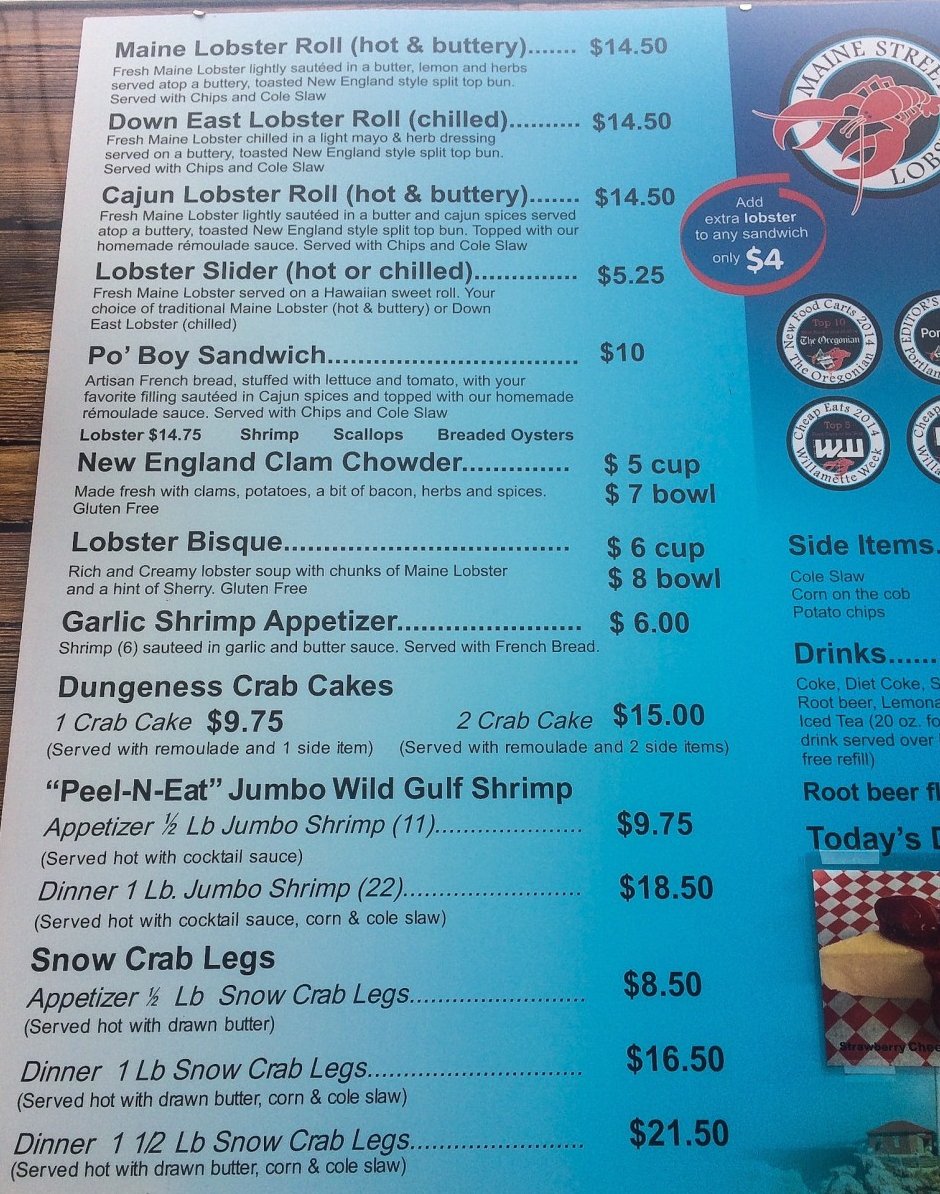 Maine Lobster Roll (hot & buttery)....... $14.50
Fresh Maine Lobster lightly sautéed in a butter, lemon and herbs
served atop a buttery, toasted New England style split top bun.
Served with Chips and Cole Slaw
Down East Lobster Roll (chilled).......... $14.50
Fresh Maine Lobster chilled in a light mayo & herb dressing
served on a buttery, toasted New England style split top bun.
Served with Chips and Cole Slaw
Cajun Lobster Roll (hot & buttery)....... $14.50
Fresh Maine Lobster lightly sautéed in a butter and cajun spices served
atop a buttery, toasted New England style split top bun. Topped with our
homemade rémoulade sauce. Served with Chips and Cole Slaw
Lobster Slider (hot or chilled)............. $5.25
Fresh Maine Lobster served on a Hawaiian sweet roll. Your
choice of traditional Maine Lobster (hot & buttery) or Down
East Lobster (chilled)
Po' Boy Sandwich............................... $10
Artisan French bread, stuffed with lettuce and tomato, with your
favorite filling sautéed in Cajun spices and topped with our homemade
rémoulade sauce. Served with Chips and Cole Slaw
Lobster $14.75 Shrimp Scallops Breaded Oysters
New England Clam Chowder............. $ 5 cup
$ 7 bowl
Made fresh with clams, potatoes, a bit of bacon, herbs and spices.
Gluten Free
Lobster Bisque................................... $ 6 cup
$ 8 bowl
Rich and Creamy lobster soup with chunks of Maine Lobster
and a hint of Sherry. Gluten Free
Garlic Shrimp Appetizer....................... $ 6.00
Shrimp (6) sauteed in garlic and butter sauce. Served with French Bread.
Dungeness Crab Cakes
1 Crab Cake $9.75 2 Crab Cake $15.00
(Served with remoulade and 1 side item) (Served with remoulade and 2 side items)
“Peel-N-Eat” Jumbo Wild Gulf Shrimp
Appetizer ½ Lb Jumbo Shrimp (11)..................... $9.75
(Served hot with cocktail sauce)
Dinner 1 Lb. Jumbo Shrimp (22)......................... $18.50
(Served hot with cocktail sauce, corn & cole slaw)
Snow Crab Legs
Appetizer ½ Lb Snow Crab Legs......................... $8.50
(Served hot with drawn butter)
Dinner 1 Lb Snow Crab Legs.............................. $16.50
(Served hot with drawn butter, corn & cole slaw)
Dinner 1 1/2 Lb Snow Crab Legs........................ $21.50
(Served hot with drawn butter, corn & cole slaw)
MAINE STREE
LOBS
Add
extra lobster
to any sandwich
only $4
New Food Carts 2014
Top 10
The Oregonian
The Oregonian
EDITOR'S
Por
Portlan
Cheap Eats 2014
Top 5
WW
Willamette Week
Cheap
Willa
Side Items.
Cole Slaw
Corn on the cob
Potato chips
Drinks......
Coke, Diet Coke, S
Root beer, Lemona
Iced Tea (20 oz. fo
drink served over
free refill)
Root beer fl
Today's D
Strawberry Chee